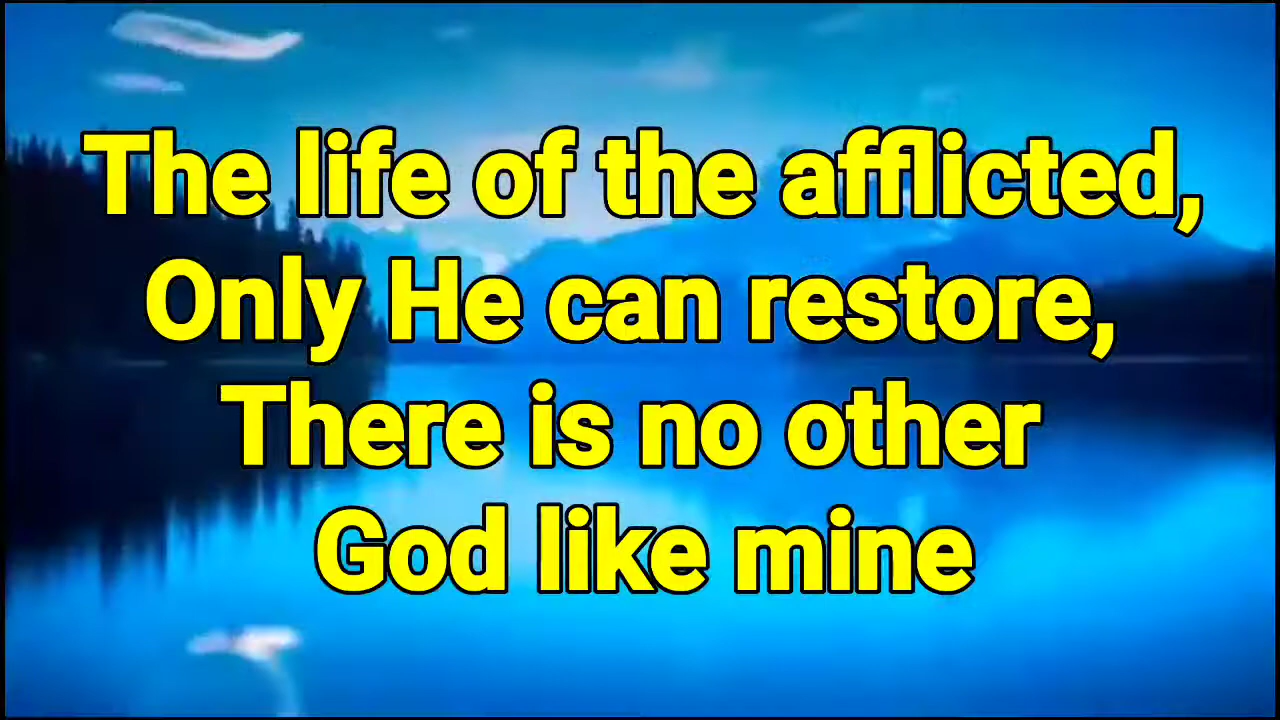 The life of the afflicted,
Only He can restore,
There is no other
God like mine